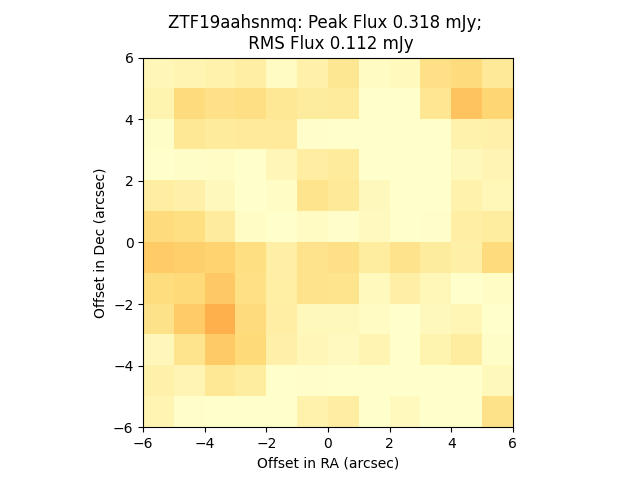 ZTF19aahsnmq: Peak Flux 0.318 mJy;
RMS Flux 0.112 mJy
6
4
2
0
−2
−4
−6
Offset in Dec (arcsec)
−6 −4 −2 0 2 4 6
Offset in RA (arcsec)